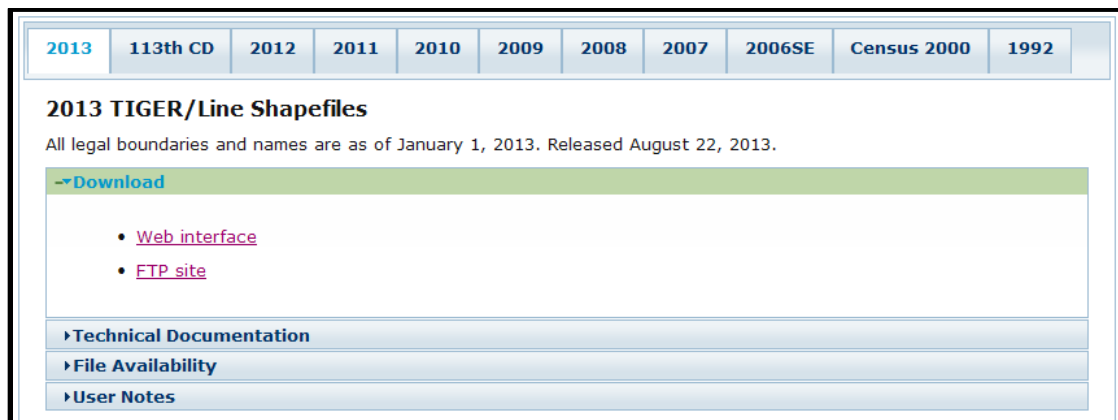 2013 113th CD 2012 2011 2010 2009 2008 2007 2006SE Census 2000 1992
2013 TIGER/Line Shapefiles
All legal boundaries and names are as of January 1, 2013. Released August 22, 2013.
Download
• Web interface
• FTP site
Technical Documentation
File Availability
User Notes